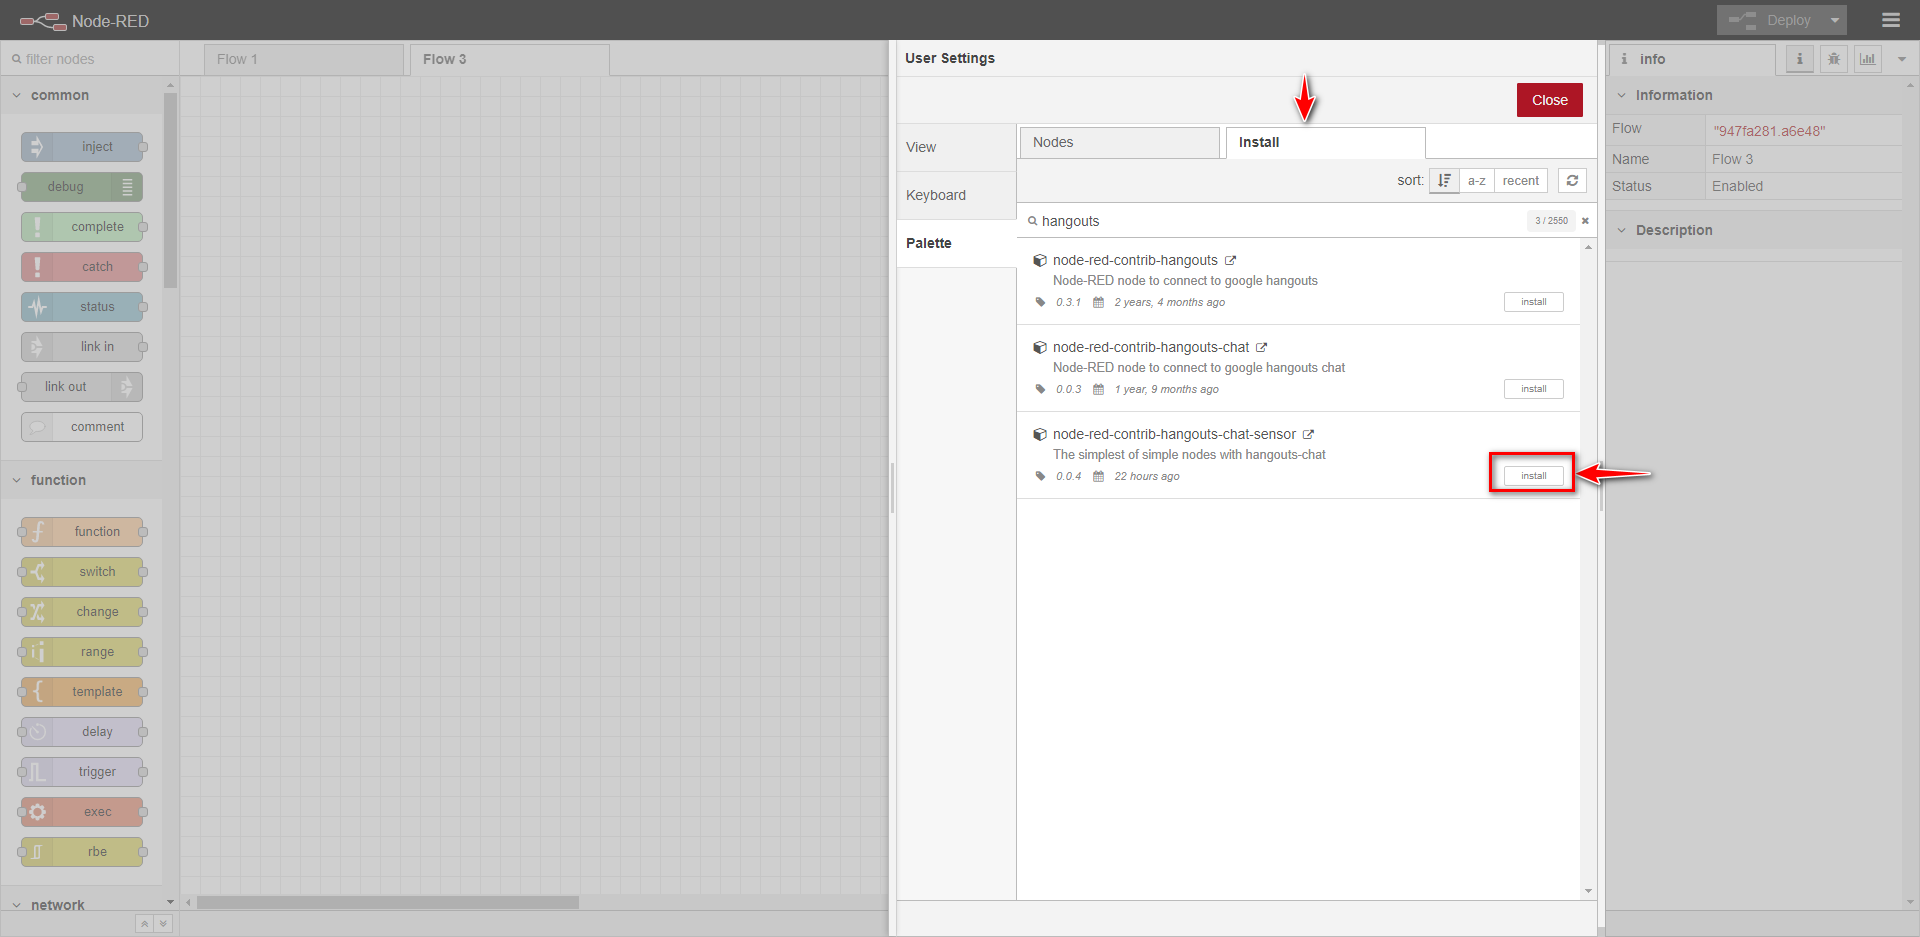 Node-RED
Deploy
filter nodes
Flow 1
Flow 3
common
inject
debug
complete
catch
status
link in
link out
comment
function
function
switch
change
range
template
delay
trigger
exec
rbe
network
User Settings
Close
View
Keyboard
Palette
Nodes
Install
sort:
a-z
recent
hangouts
3 / 2550
node-red-contrib-hangouts
Node-RED node to connect to google hangouts
0.3.1 2 years, 4 months ago
install
node-red-contrib-hangouts-chat
Node-RED node to connect to google hangouts chat
0.0.3 1 year, 9 months ago
install
node-red-contrib-hangouts-chat-sensor
The simplest of simple nodes with hangouts-chat
0.0.4 22 hours ago
install
info
Information
Flow "947fa281.a6e48"
Name Flow 3
Status Enabled
Description